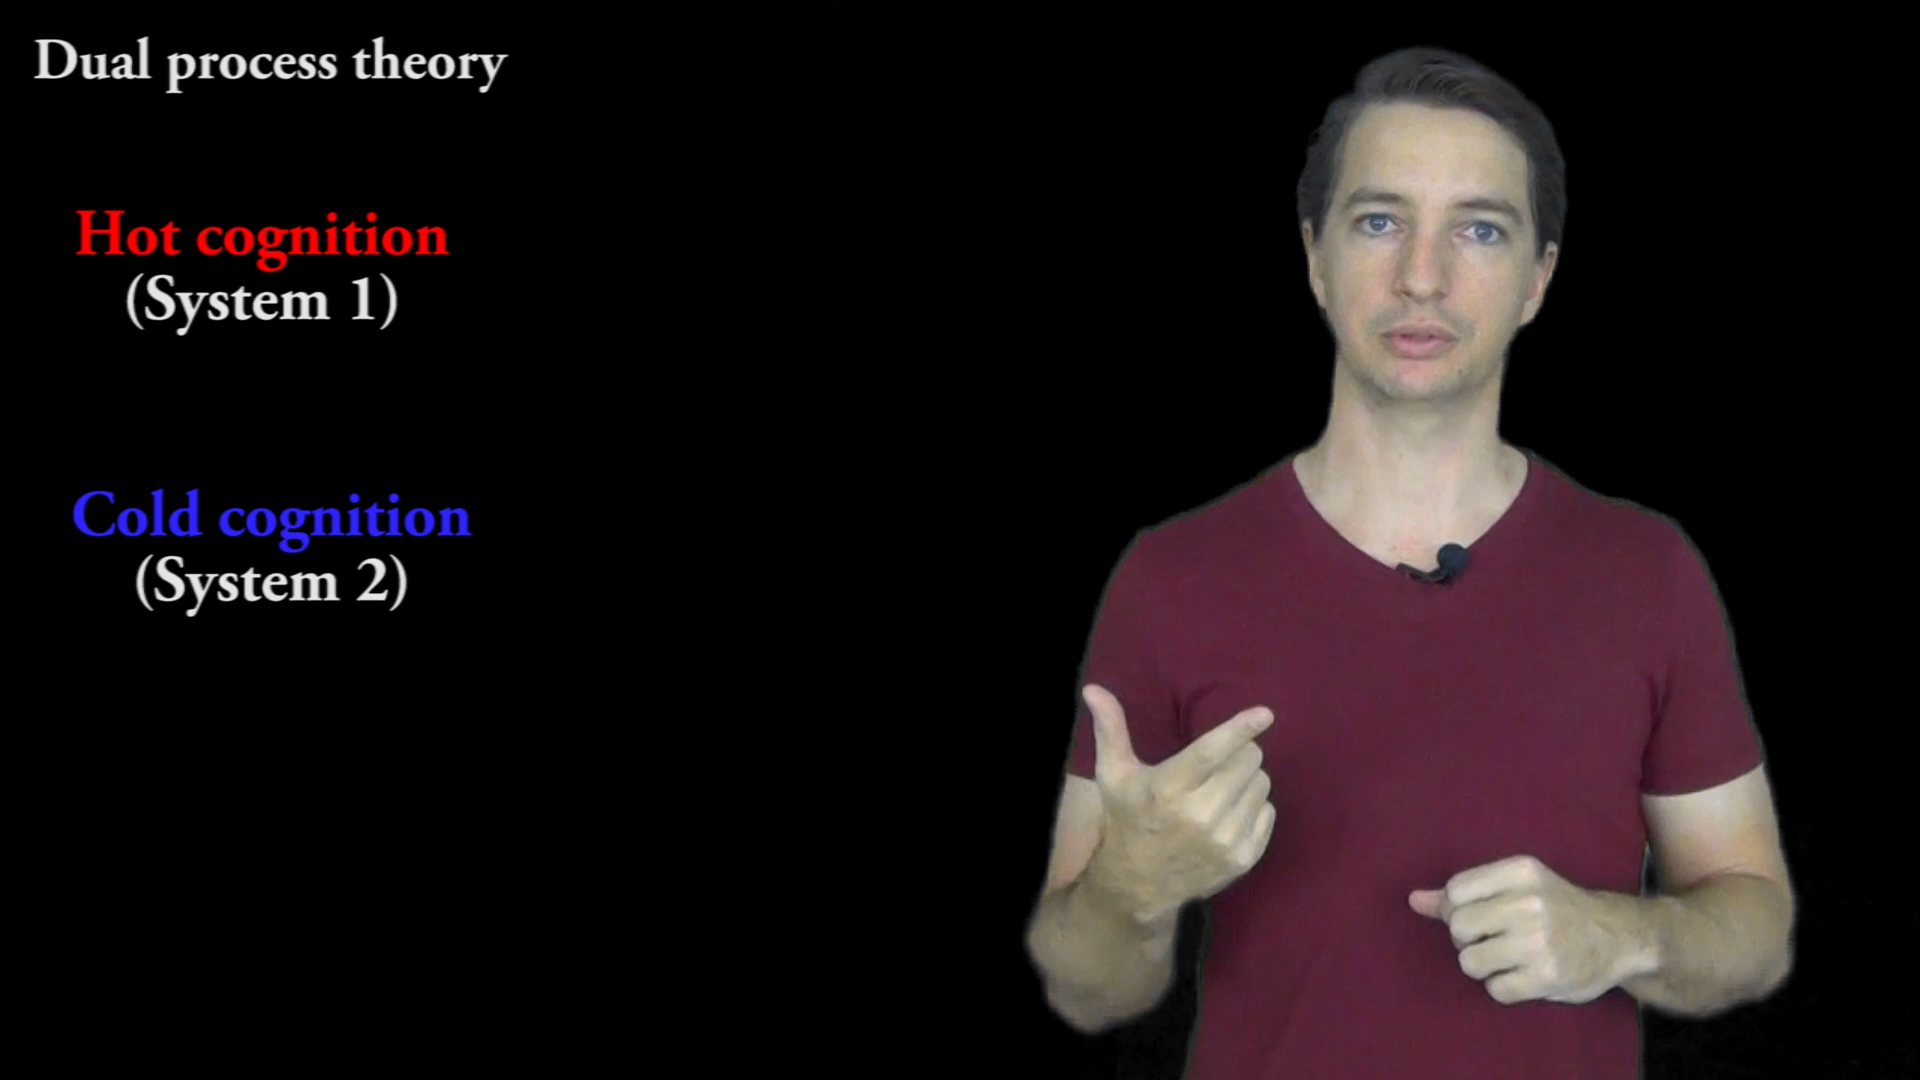 Dual process theory
Hot cognition
(System 1)
Cold cognition
(System 2)